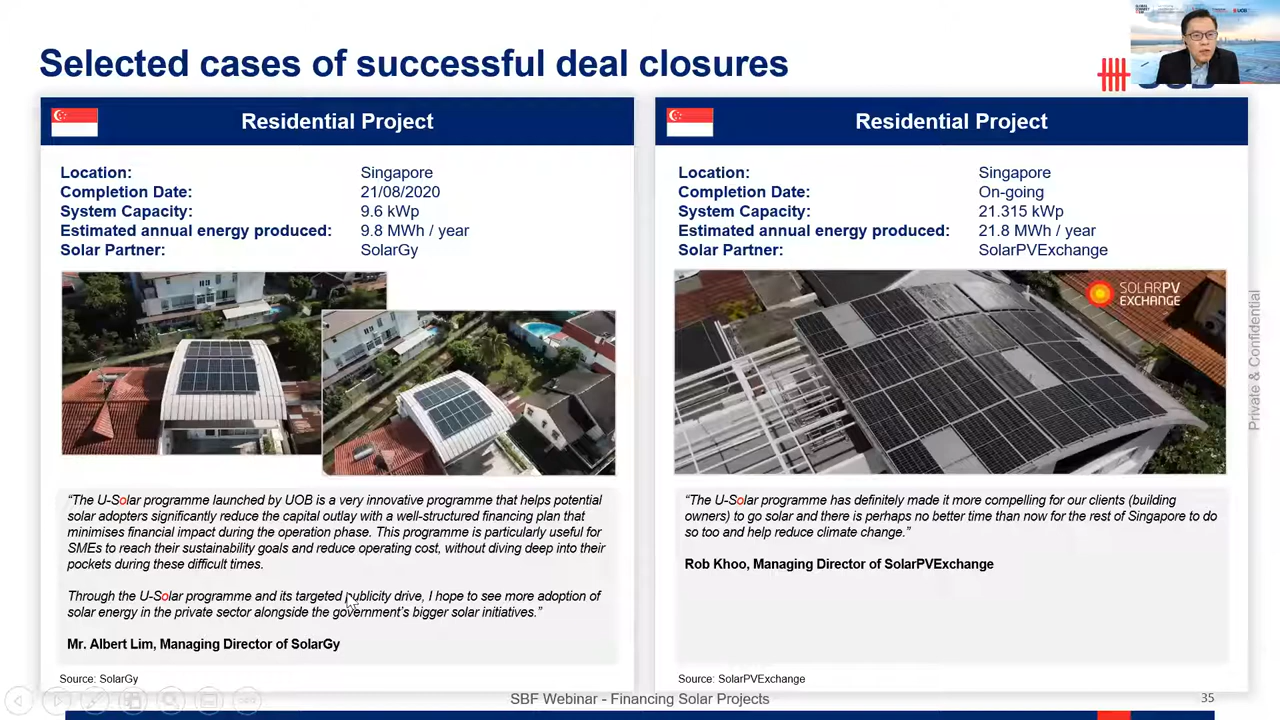 Selected cases of successful deal closures
UOB
Residential Project
Location: Singapore
Completion Date: 21/08/2020
System Capacity: 9.6 kWp
Estimated annual energy produced: 9.8 MWh / year
Solar Partner: SolarGy
“The U-Solar programme launched by UOB is a very innovative programme that helps potential
solar adopters significantly reduce the capital outlay with a well-structured financing plan that
minimises financial impact during the operation phase. This programme is particularly useful for
SMEs to reach their sustainability goals and reduce operating cost, without diving deep into their
pockets during these difficult times.
Through the U-Solar programme and its targeted publicity drive, I hope to see more adoption of
solar energy in the private sector alongside the government’s bigger solar initiatives.”
Mr. Albert Lim, Managing Director of SolarGy
Source: SolarGy
Residential Project
Location: Singapore
Completion Date: On-going
System Capacity: 21.315 kWp
Estimated annual energy produced: 21.8 MWh / year
Solar Partner: SolarPVExchange
SOLARPV
EXCHANGE
“The U-Solar programme has definitely made it more compelling for our clients (building
owners) to go solar and there is perhaps no better time than now for the rest of Singapore to do
so too and help reduce climate change.”
Rob Khoo, Managing Director of SolarPVExchange
Source: SolarPVExchange
Private & Confidential
SBF Webinar - Financing Solar Projects
35